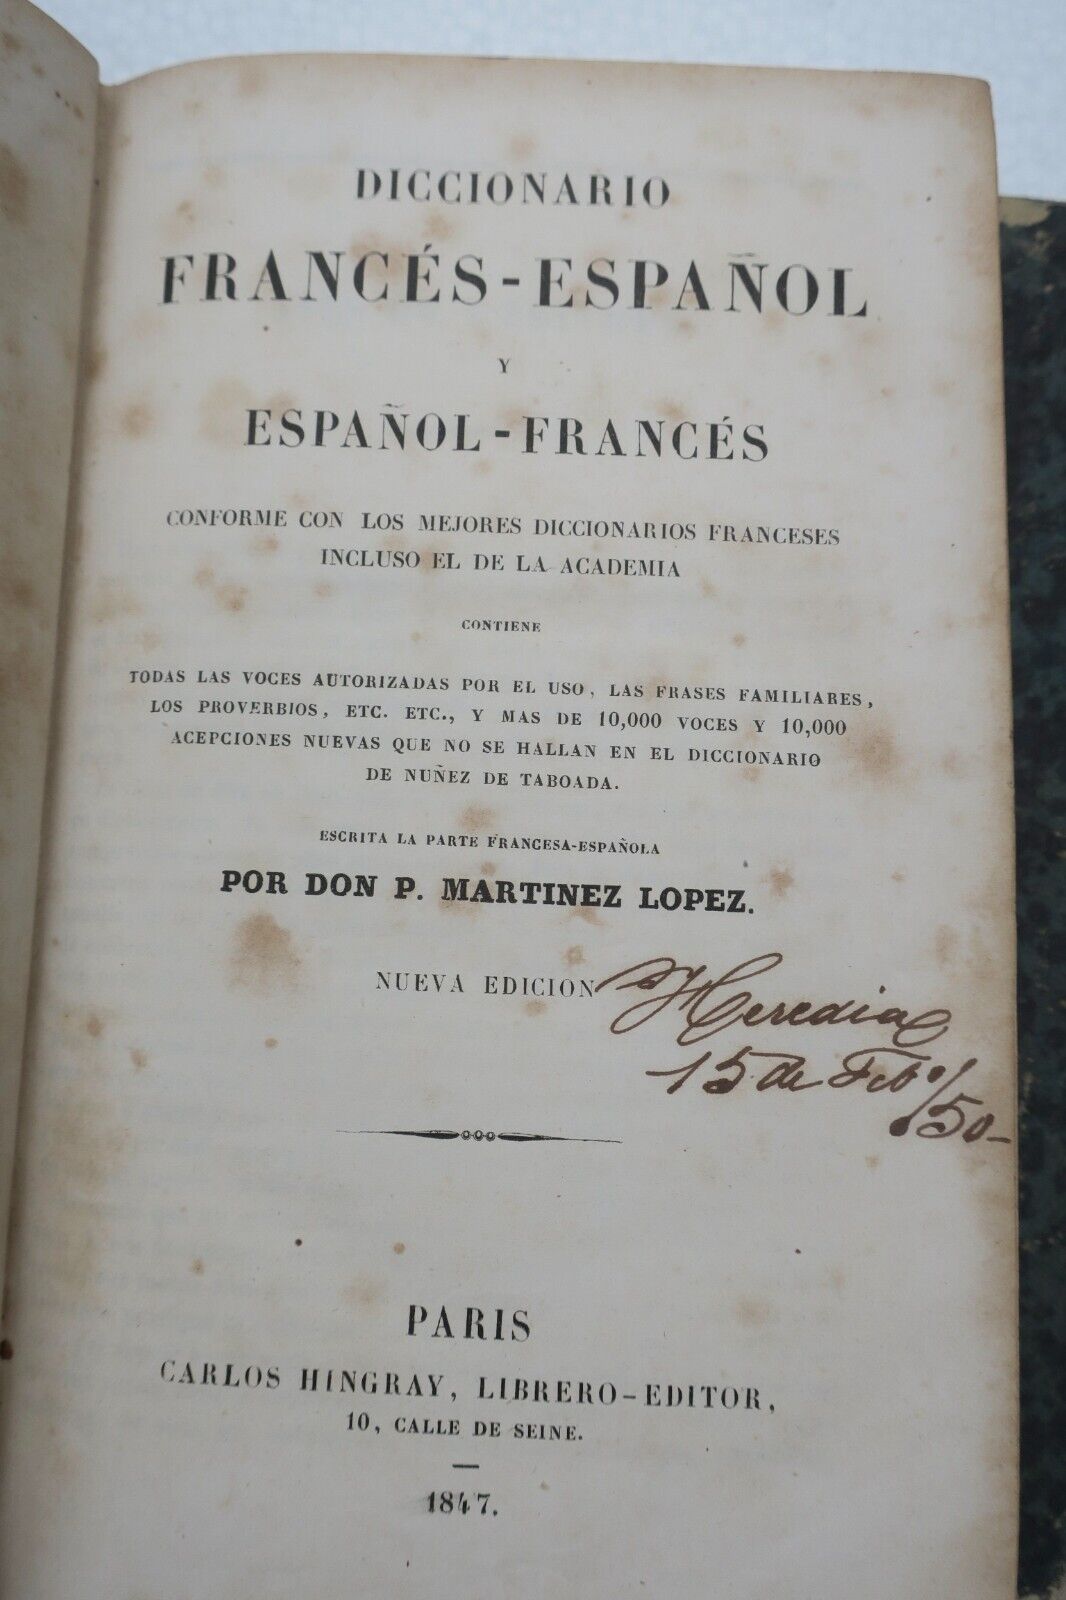 DICCIONARIO
FRANCÉS-ESPAÑOL
Y
ESPAÑOL-FRANCÉS
CONFORME CON LOS MEJORES DICCIONARIOS FRANCESES
INCLUSO EL DE LA ACADEMIA
CONTIENE
TODAS LAS VOCES AUTORIZADAS POR EL USO, LAS FRASES FAMILIARES,
LOS PROVERBIOS, ETC. ETC., Y MAS DE 10,000 VOCES Y 10,000
ACEPCIONES NUEVAS QUE NO SE HALLAN EN EL DICCIONARIO
DE NUÑEZ DE TABOADA.
ESCRITA LA PARTE FRANCESA-ESPAÑOLA
POR DON P. MARTINEZ LOPEZ.
NUEVA EDICION
Heredia
15 de Feb.º/50-
PARIS
CARLOS HINGRAY, LIBRERO-EDITOR,
10, CALLE DE SEINE.
1847.